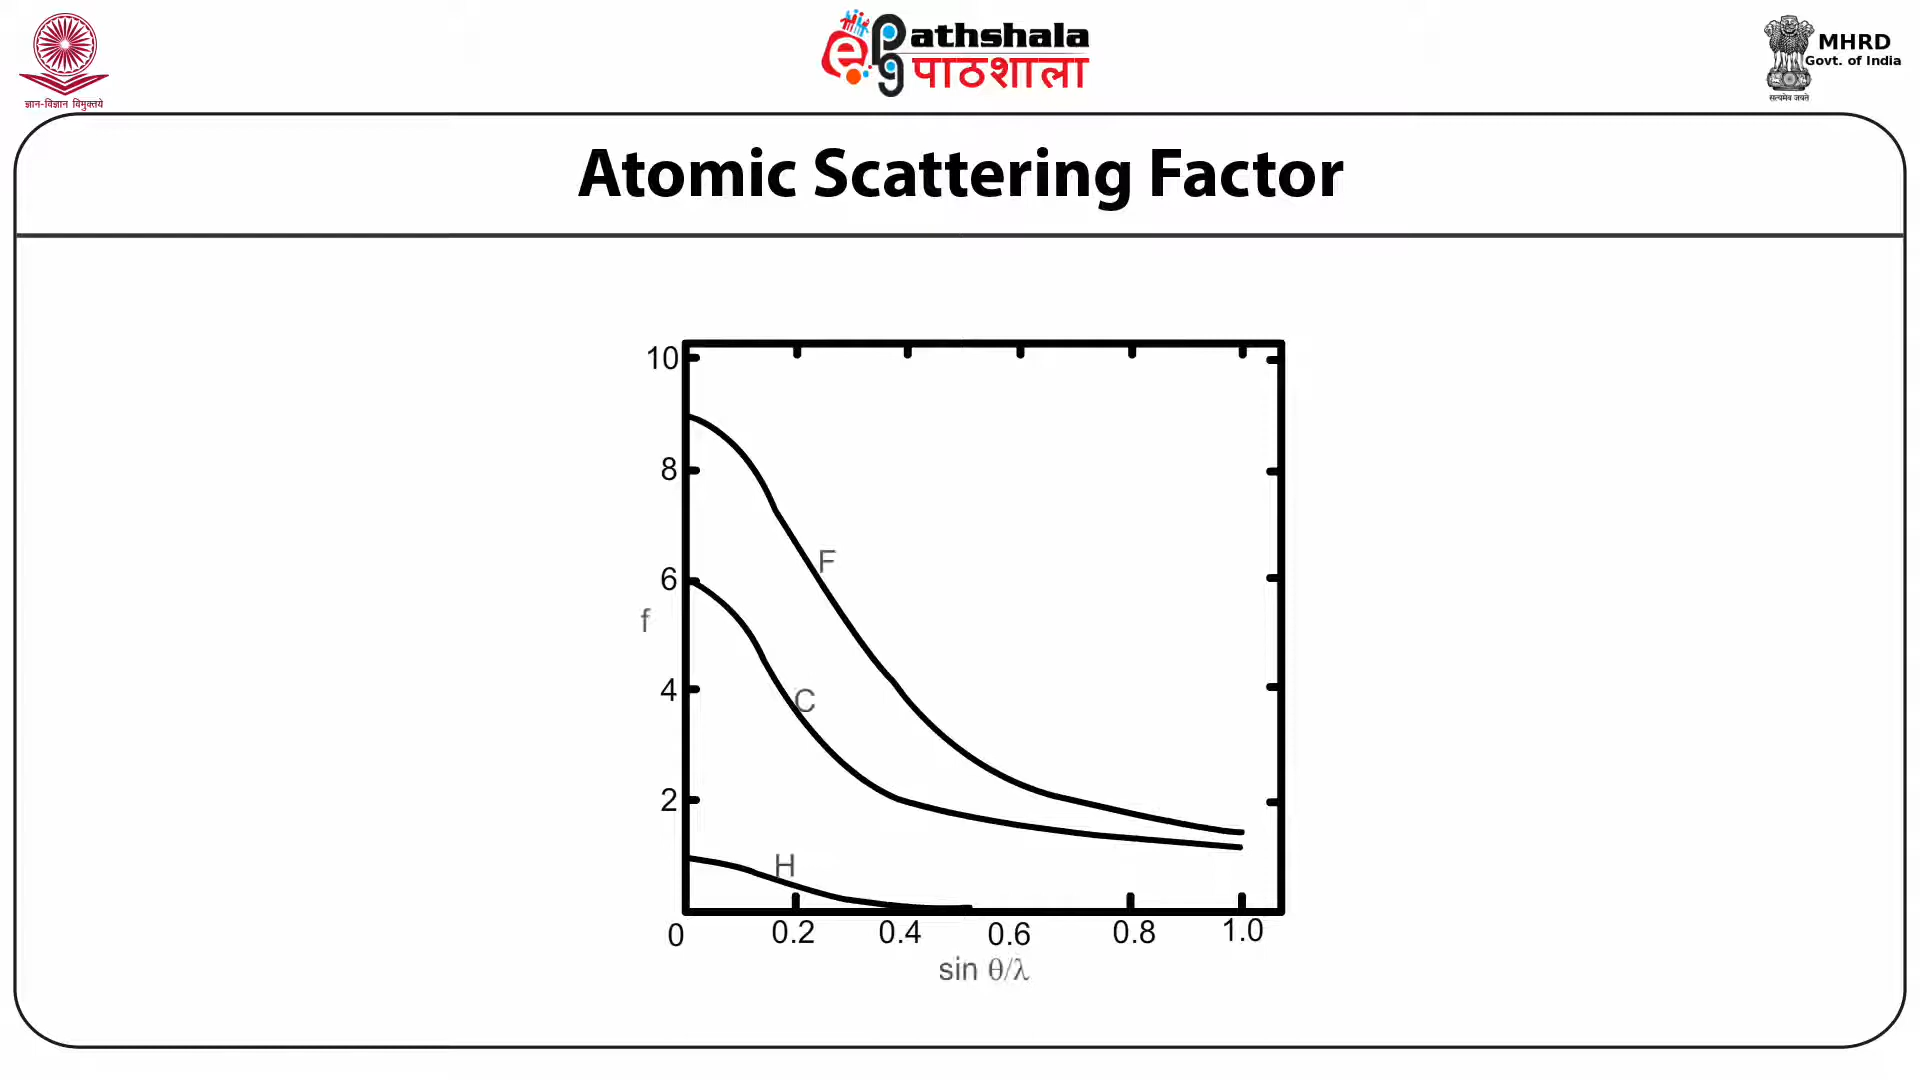 ज्ञान-विज्ञान विमुक्तये
ePathshala
पाठशाला
MHRD
Govt. of India
सत्यमेव जयते
Atomic Scattering Factor
10
8
6
4
2
f
F
C
H
0 0.2 0.4 0.6 0.8 1.0
sin θ/λ